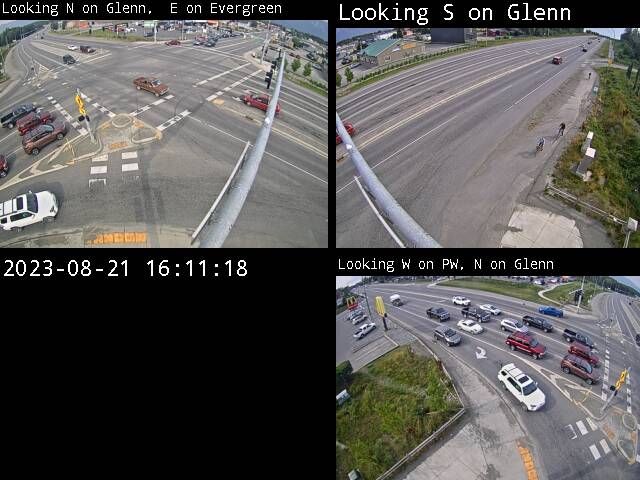 Looking N on Glenn,  E on Evergreen
Looking S on Glenn
2023-08-21 16:11:18
Looking W on PW, N on Glenn